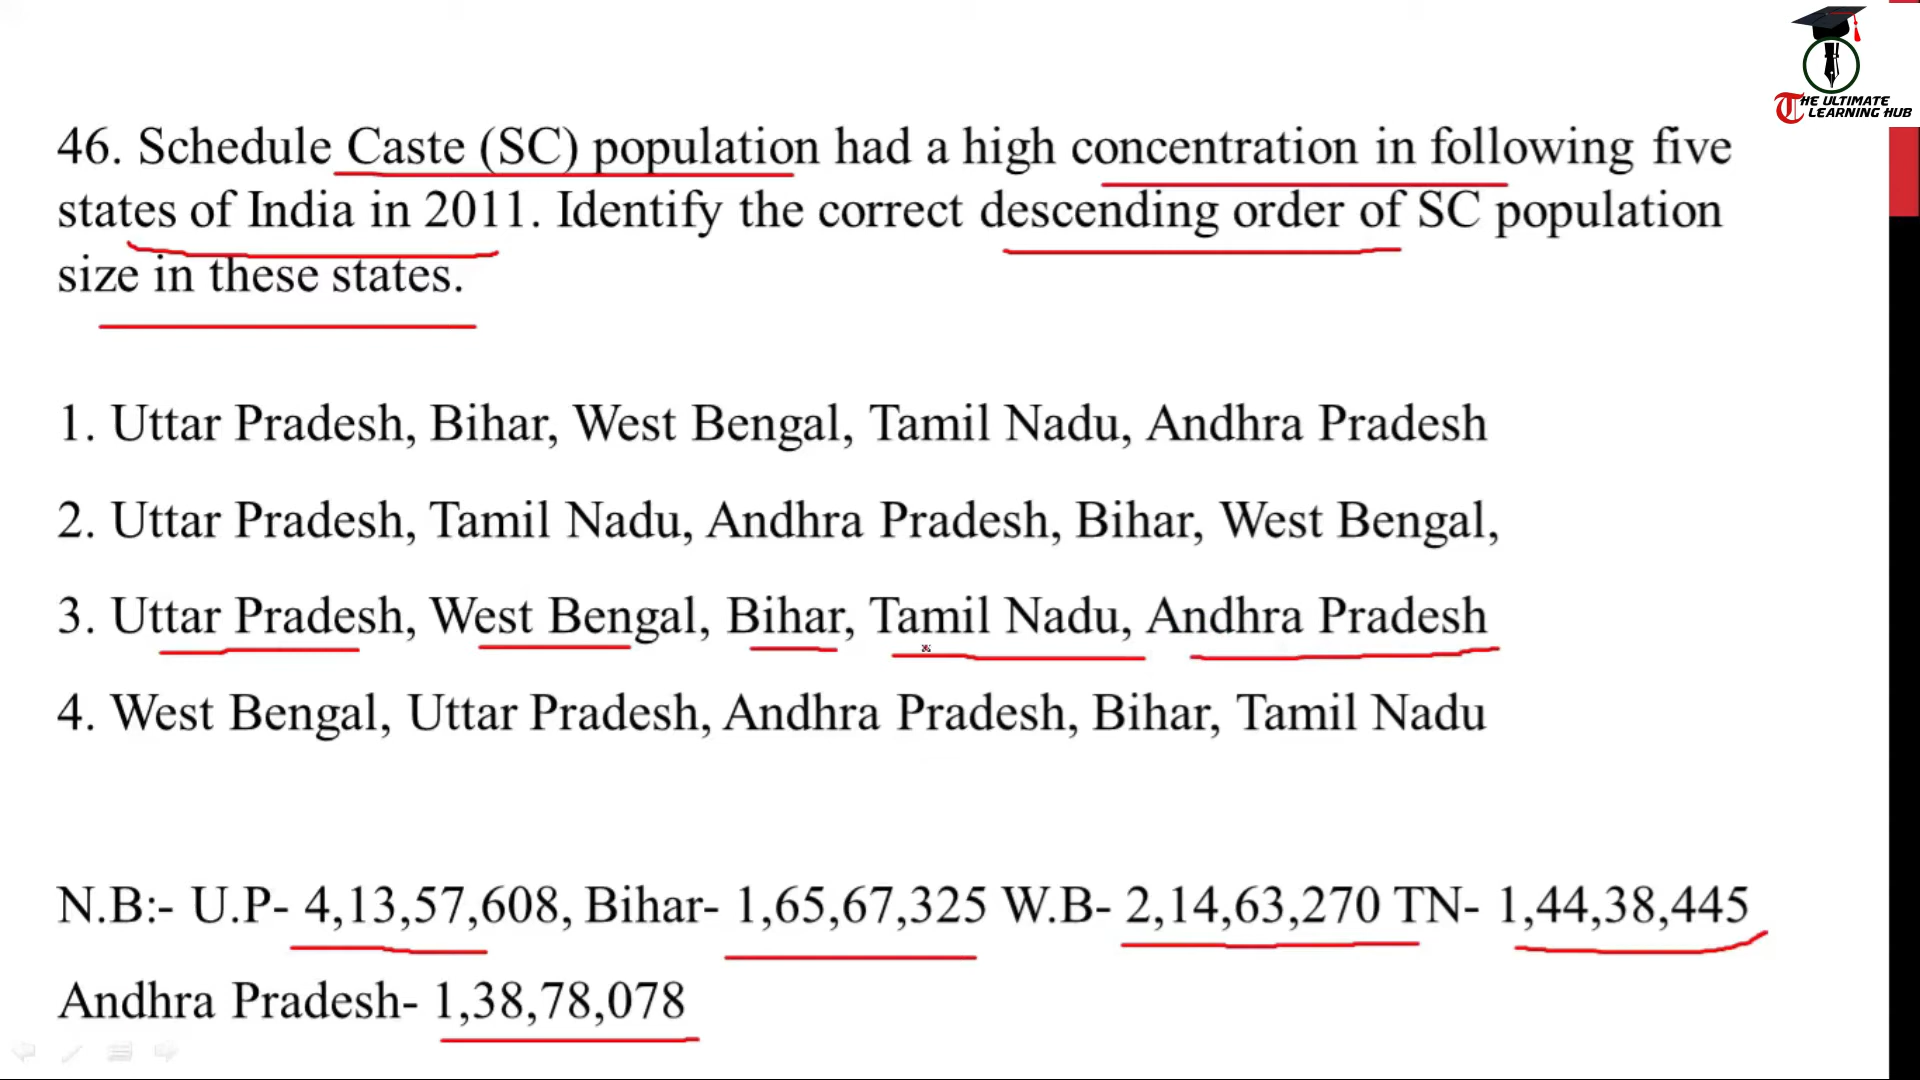 THE ULTIMATE
LEARNING HUB
46. Schedule Caste (SC) population had a high concentration in following five
states of India in 2011. Identify the correct descending order of SC population
size in these states.
1. Uttar Pradesh, Bihar, West Bengal, Tamil Nadu, Andhra Pradesh
2. Uttar Pradesh, Tamil Nadu, Andhra Pradesh, Bihar, West Bengal,
3. Uttar Pradesh, West Bengal, Bihar, Tamil Nadu, Andhra Pradesh
4. West Bengal, Uttar Pradesh, Andhra Pradesh, Bihar, Tamil Nadu
N.B:- U.P- 4,13,57,608, Bihar- 1,65,67,325 W.B- 2,14,63,270 TN- 1,44,38,445
Andhra Pradesh- 1,38,78,078